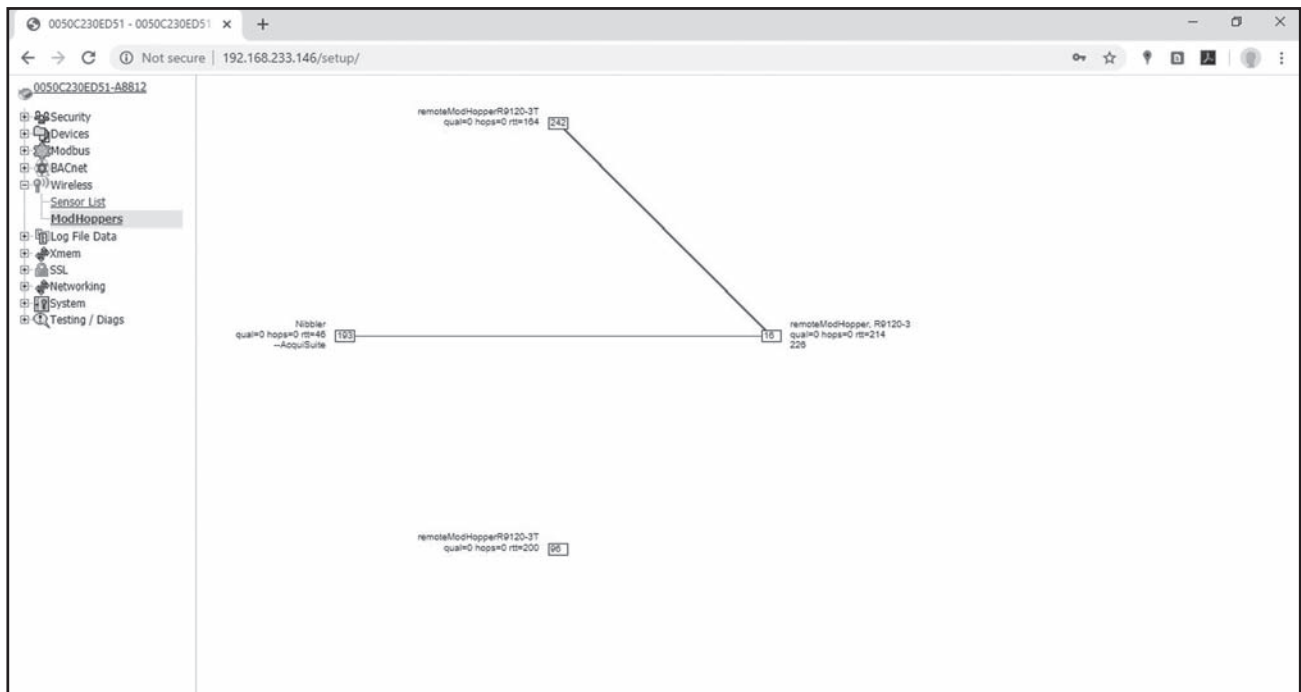 0050C230ED51 - 0050C230ED51
Not secure | 192.168.233.146/setup/
0050C230ED51-A8812
Security
Devices
Modbus
BACnet
Wireless
Sensor List
ModHoppers
Log File Data
Xmem
SSL
Networking
System
Testing / Diags
remoteModHopperR9120-3T
qual=0 hops=0 rtt=164
242
Nibbler
qual=0 hops=0 rtt=46
--AcquiSuite
193
16
remoteModHopper, R9120-3
qual=0 hops=0 rtt=214
226
remoteModHopperR9120-3T
qual=0 hops=0 rtt=200
96